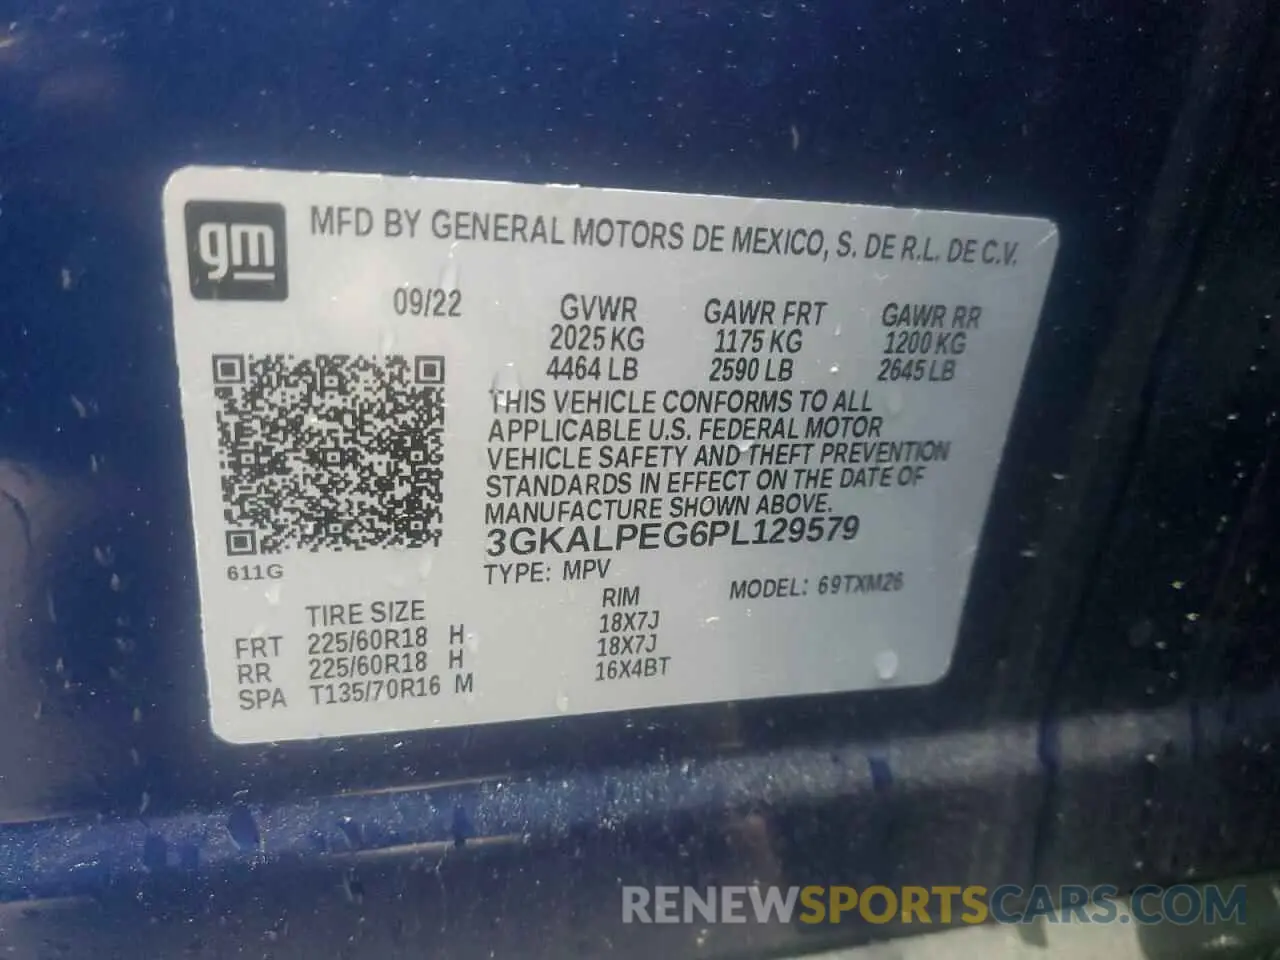 gm
MFD BY GENERAL MOTORS DE MEXICO, S. DE R.L. DE C.V.
09/22
GVWR GAWR FRT GAWR RR
2025 KG 1175 KG 1200 KG
4464 LB 2590 LB 2645 LB
THIS VEHICLE CONFORMS TO ALL
APPLICABLE U.S. FEDERAL MOTOR
VEHICLE SAFETY AND THEFT PREVENTION
STANDARDS IN EFFECT ON THE DATE OF
MANUFACTURE SHOWN ABOVE.
3GKALPEG6PL129579
611G
TYPE: MPV MODEL: 69TXM26
TIRE SIZE RIM
FRT 225/60R18 H 18X7J
RR 225/60R18 H 18X7J
SPA T135/70R16 M 16X4BT
RENEWSPORTSCARS.COM